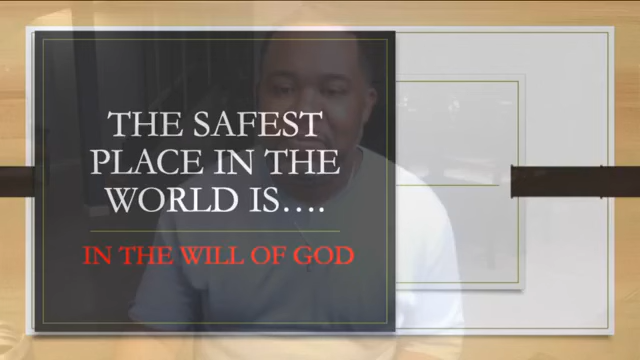 THE SAFEST
PLACE IN THE
WORLD IS....
IN THE WILL OF GOD